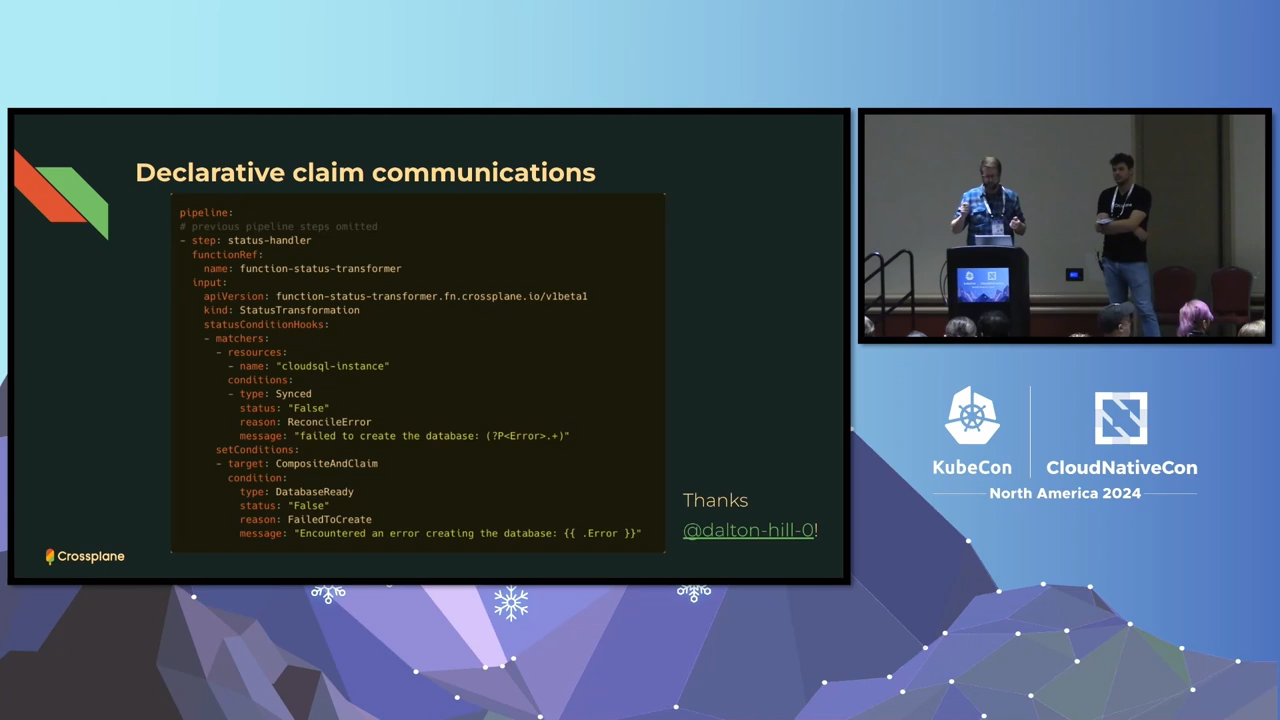 Declarative claim communications
pipeline:
# previous pipeline steps omitted
- step: status-handler
functionRef:
name: function-status-transformer
input:
apiVersion: function-status-transformer.fn.crossplane.io/v1beta1
kind: StatusTransformation
statusConditionHooks:
- matchers:
- resources:
- name: "cloudsql-instance"
conditions:
- type: Synced
status: "False"
reason: ReconcileError
message: "failed to create the database: (?P<Error>.+)"
setConditions:
- target: CompositeAndClaim
condition:
type: DatabaseReady
status: "False"
reason: FailedToCreate
message: "Encountered an error creating the database: {{ .Error }}"
Thanks
@dalton-hill-0!
Crossplane
KubeCon
CloudNativeCon
North America 2024